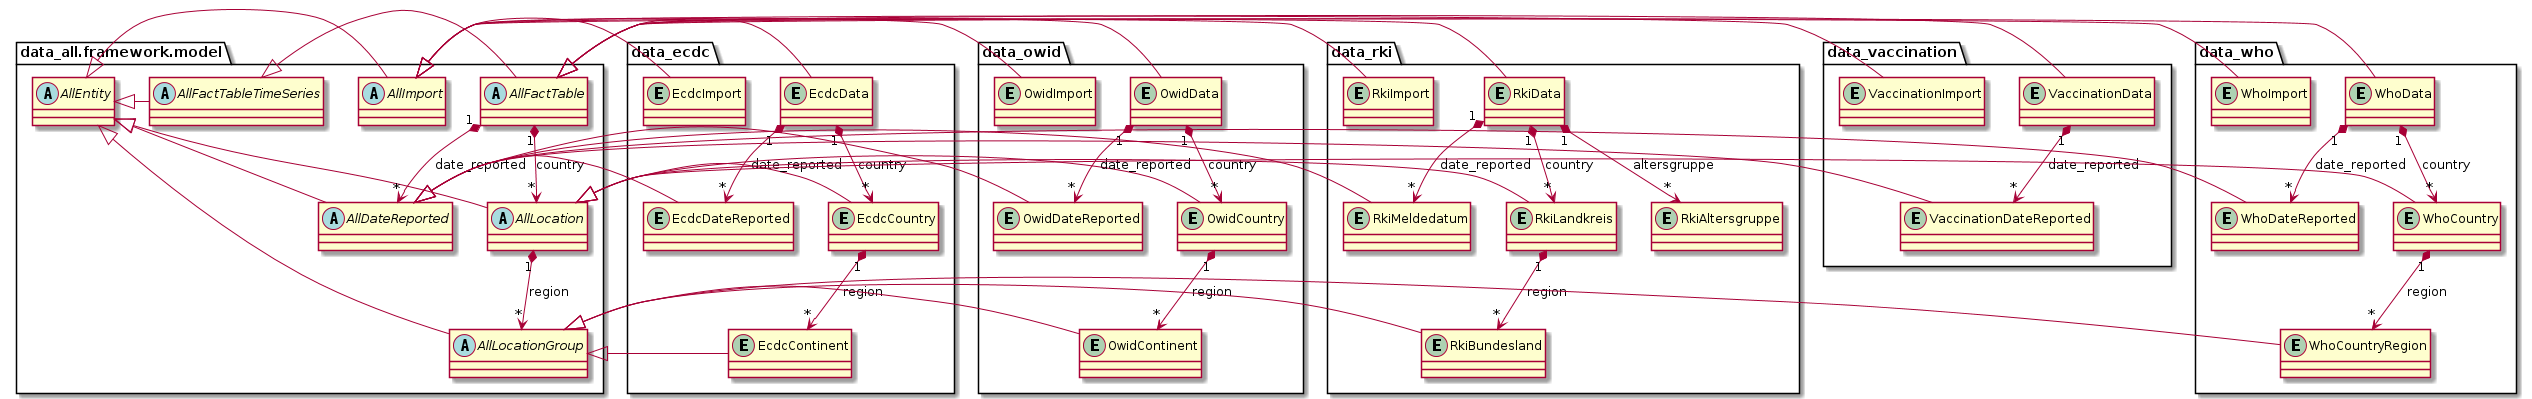 data_all.framework.model
data_ecdc
data_owid
data_rki
data_vaccination
data_who
A AllEntity
A AllFactTableTimeSeries
A AllImport
A AllFactTable
E EcdcImport
E EcdcData
E OwidImport
E OwidData
E RkiImport
E RkiData
E VaccinationImport
E VaccinationData
E WhoImport
E WhoData
1
1
1
1
1
1
1
1
1
1
1
1
date_reported
country
date_reported
country
date_reported
country
date_reported
country
altersgruppe
date_reported
date_reported
country
*
*
*
*
*
*
*
*
*
*
*
*
A AllDateReported
A AllLocation
E EcdcDateReported
E EcdcCountry
E OwidDateReported
E OwidCountry
E RkiMeldedatum
E RkiLandkreis
E RkiAltersgruppe
E VaccinationDateReported
E WhoDateReported
E WhoCountry
1
1
1
1
1
region
region
region
region
region
*
*
*
*
*
A AllLocationGroup
E EcdcContinent
E OwidContinent
E RkiBundesland
E WhoCountryRegion